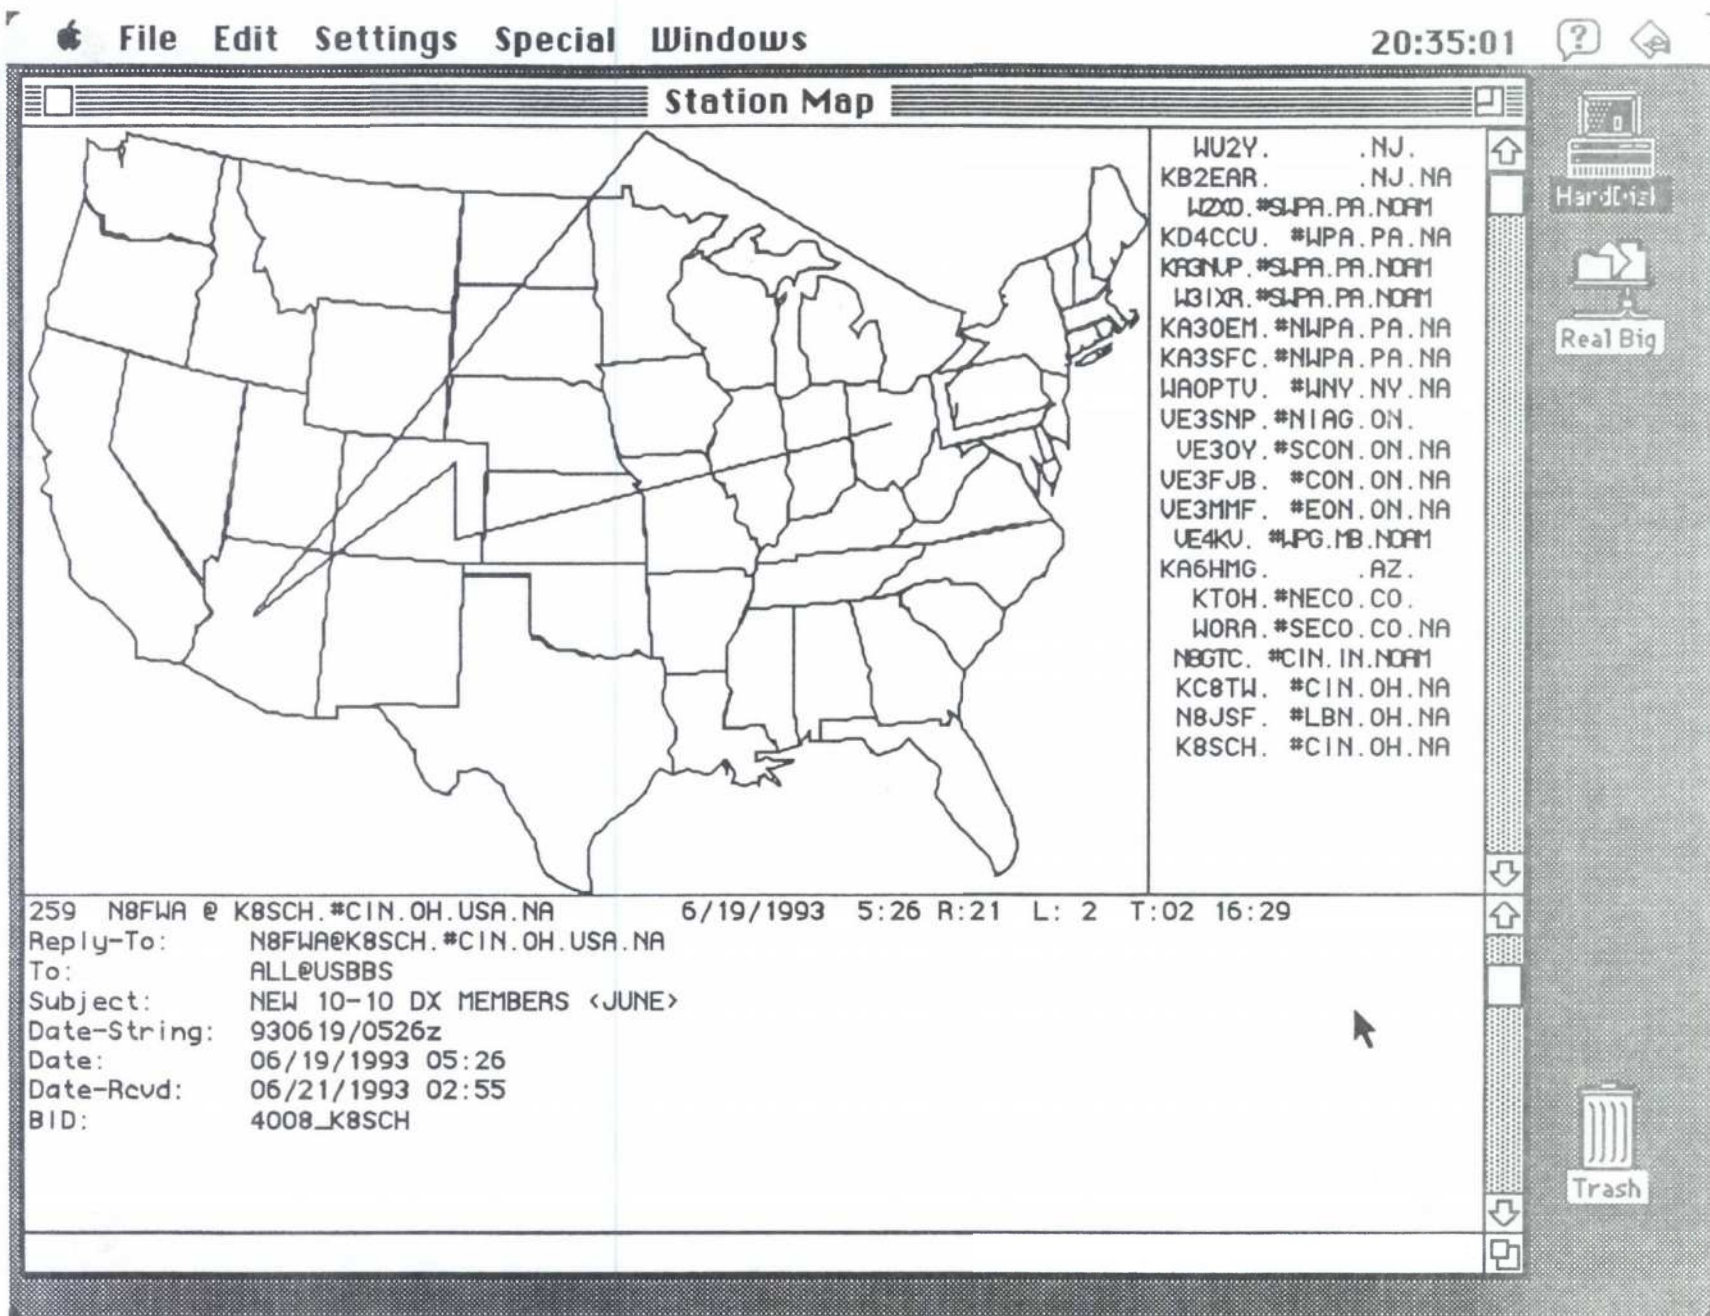 File Edit Settings Special Windows 20:35:01
Station Map
WU2Y. .NJ.
KB2EAR. .NJ.NA
W2XO.#SWPA.PA.NOAM
KD4CCU. #WPA.PA.NA
KA3NVP.#SWPA.PA.NOAM
W3IXR.#SWPA.PA.NOAM
KA3OEM.#NWPA.PA.NA
KA3SFC.#NWPA.PA.NA
WA0PTV. #WNY.NY.NA
VE3SNP.#NIAG.ON.
VE3OY.#SCON.ON.NA
VE3FJB. #CON.ON.NA
VE3MMF. #EON.ON.NA
VE4KV. #WPG.MB.NOAM
KA6HMG. .AZ.
KT0H.#NECO.CO.
W0RA.#SECO.CO.NA
N8GTC. #CIN.IN.NOAM
KC8TW. #CIN.OH.NA
N8JSF. #LBN.OH.NA
K8SCH. #CIN.OH.NA
HardDisk
Real Big
259 N8FWA @ K8SCH.#CIN.OH.USA.NA 6/19/1993 5:26 R:21 L: 2 T:02 16:29
Reply-To: N8FWA@K8SCH.#CIN.OH.USA.NA
To: ALL@USBBS
Subject: NEW 10-10 DX MEMBERS <JUNE>
Date-String: 930619/0526z
Date: 06/19/1993 05:26
Date-Rcvd: 06/21/1993 02:55
BID: 4008_K8SCH
Trash